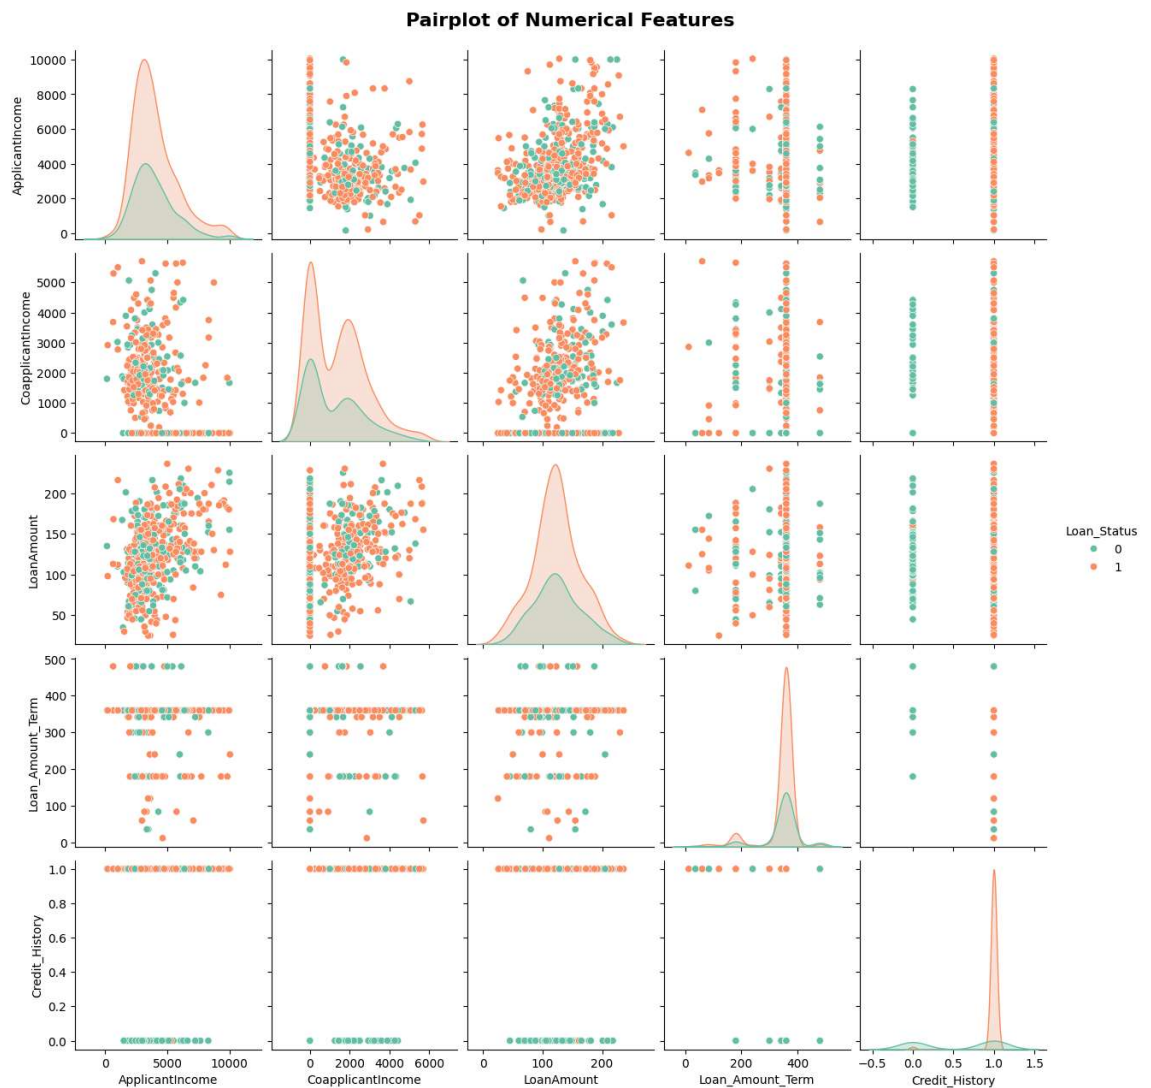 Pairplot of Numerical Features
10000
8000
6000
4000
2000
0
ApplicantIncome
5000
4000
3000
2000
1000
0
CoapplicantIncome
200
150
100
50
LoanAmount
Loan_Status
0
1
500
400
300
200
100
0
Loan_Amount_Term
1.0
0.8
0.6
0.4
0.2
0.0
Credit_History
0 5000 10000
0 2000 4000 6000
0 100 200
0 200 400
−0.5 0.0 0.5 1.0 1.5
ApplicantIncome
CoapplicantIncome
LoanAmount
Loan_Amount_Term
Credit_History